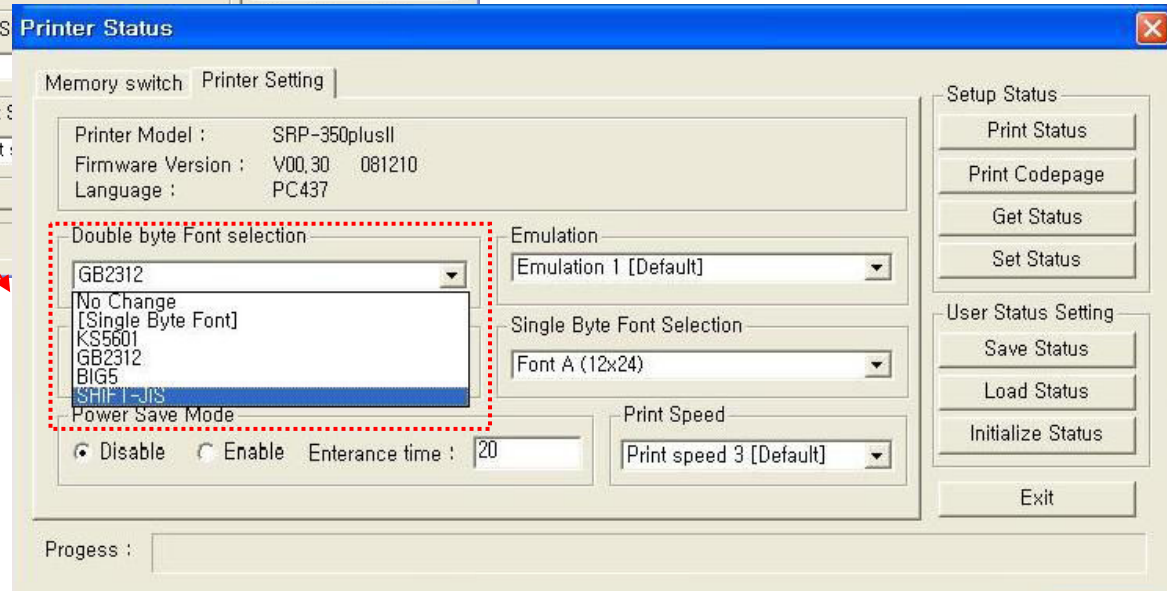 Printer Status
Memory switch
Printer Setting
Printer Model : SRP-350plusII
Firmware Version : V00,30 081210
Language : PC437
Double byte Font selection
GB2312
No Change
[Single Byte Font]
KS5601
GB2312
BIG5
SHIFT-JIS
Emulation
Emulation 1 [Default]
Single Byte Font Selection
Font A (12x24)
Power Save Mode
Disable Enable Enterance time : 20
Print Speed
Print speed 3 [Default]
Setup Status
Print Status
Print Codepage
Get Status
Set Status
User Status Setting
Save Status
Load Status
Initialize Status
Exit
Progess :